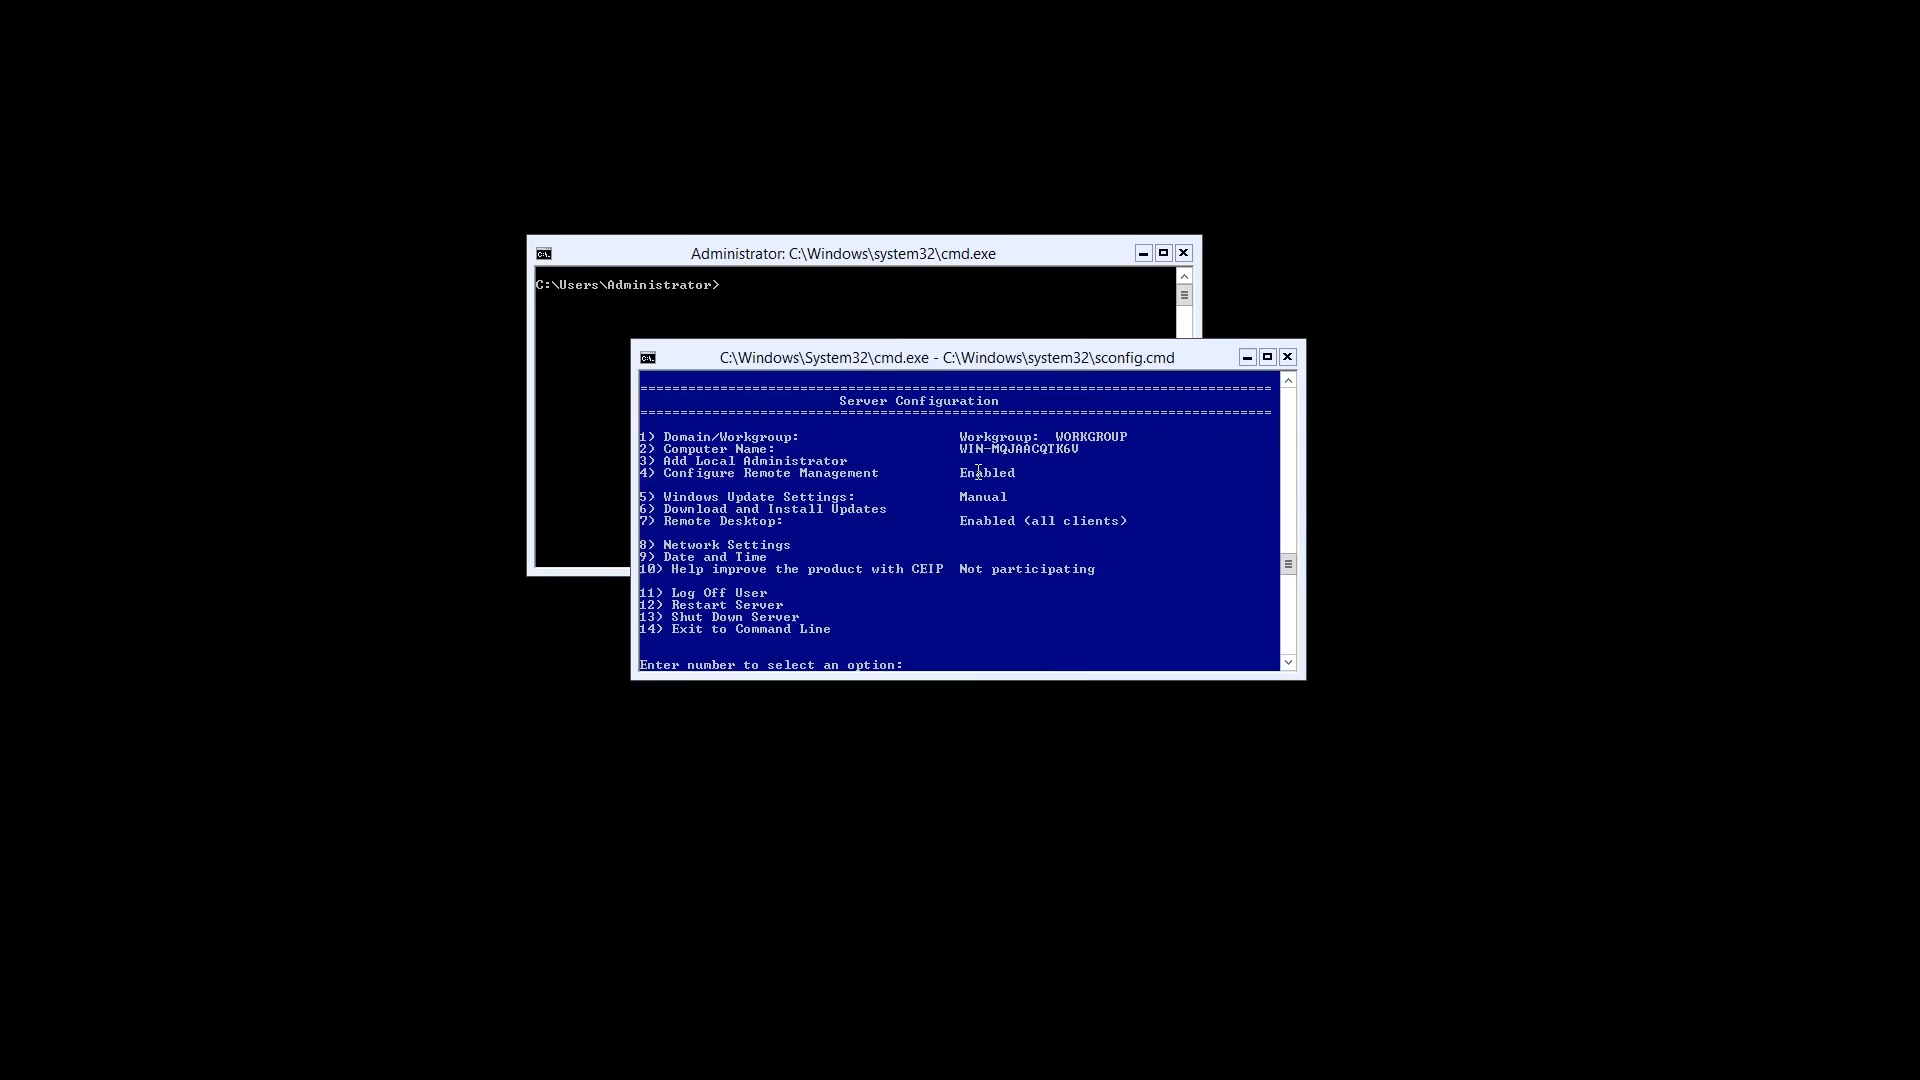 Administrator: C:\Windows\system32\cmd.exe
C:\Users\Administrator>
C:\Windows\System32\cmd.exe - C:\Windows\system32\sconfig.cmd
===============================================================================
Server Configuration
===============================================================================
1) Domain/Workgroup: Workgroup: WORKGROUP
2) Computer Name: WIN-MQJAACQTK6V
3) Add Local Administrator
4) Configure Remote Management Enabled
5) Windows Update Settings: Manual
6) Download and Install Updates
7) Remote Desktop: Enabled (all clients)
8) Network Settings
9) Date and Time
10) Help improve the product with CEIP Not participating
11) Log Off User
12) Restart Server
13) Shut Down Server
14) Exit to Command Line
Enter number to select an option: